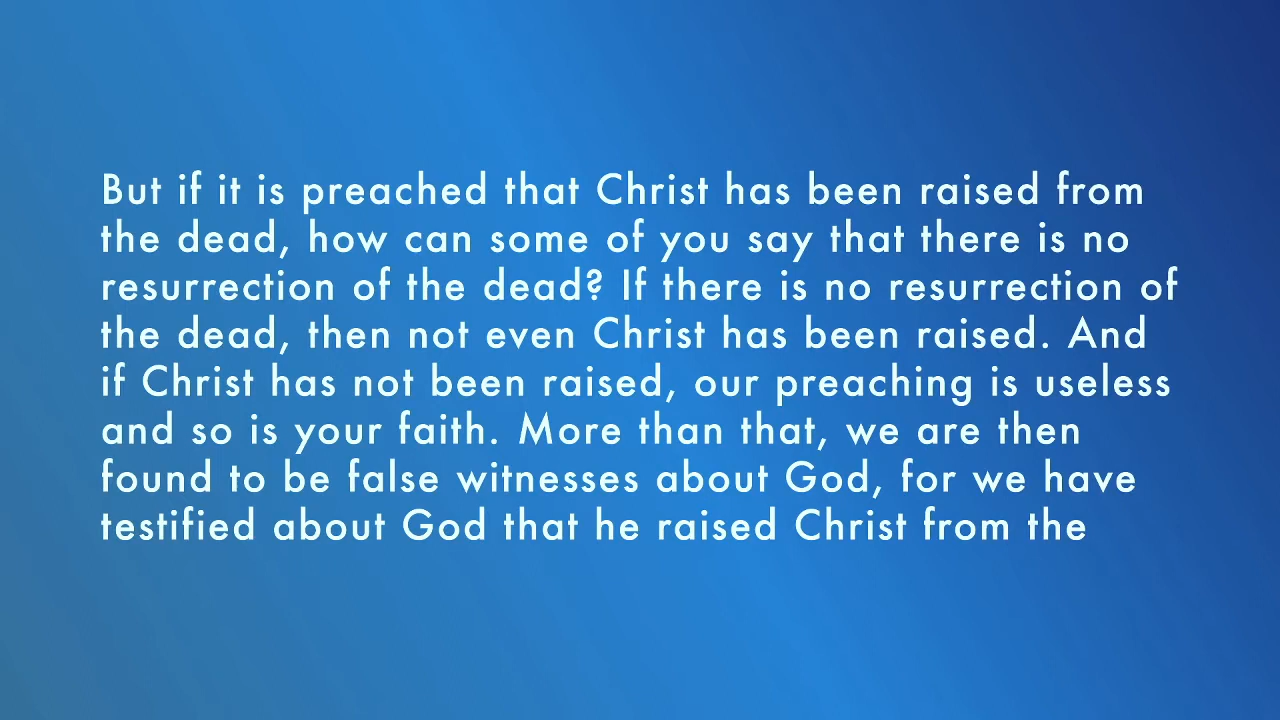 But if it is preached that Christ has been raised from
the dead, how can some of you say that there is no
resurrection of the dead? If there is no resurrection of
the dead, then not even Christ has been raised. And
if Christ has not been raised, our preaching is useless
and so is your faith. More than that, we are then
found to be false witnesses about God, for we have
testified about God that he raised Christ from the